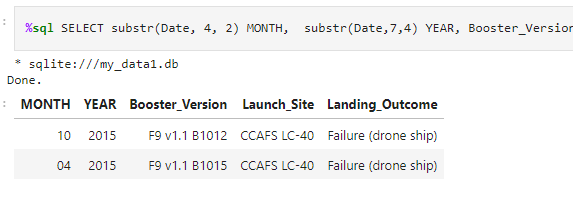 %sql SELECT substr(Date, 4, 2) MONTH,  substr(Date,7,4) YEAR, Booster_Version
* sqlite:///my_data1.db
Done.
MONTH YEAR Booster_Version Launch_Site Landing_Outcome
10 2015 F9 v1.1 B1012 CCAFS LC-40 Failure (drone ship)
04 2015 F9 v1.1 B1015 CCAFS LC-40 Failure (drone ship)